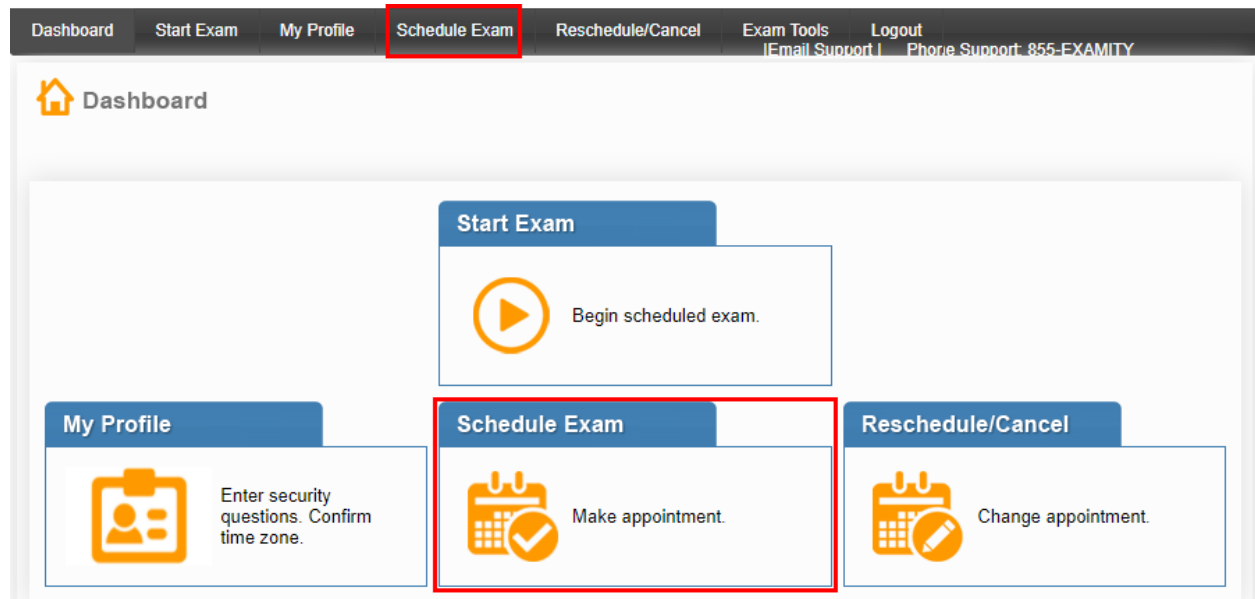 Dashboard Start Exam My Profile Schedule Exam Reschedule/Cancel Exam Tools Logout
|Email Support | Phone Support: 855-EXAMITY
Dashboard
Start Exam
Begin scheduled exam.
My Profile
Enter security
questions. Confirm
time zone.
Schedule Exam
Make appointment.
Reschedule/Cancel
Change appointment.